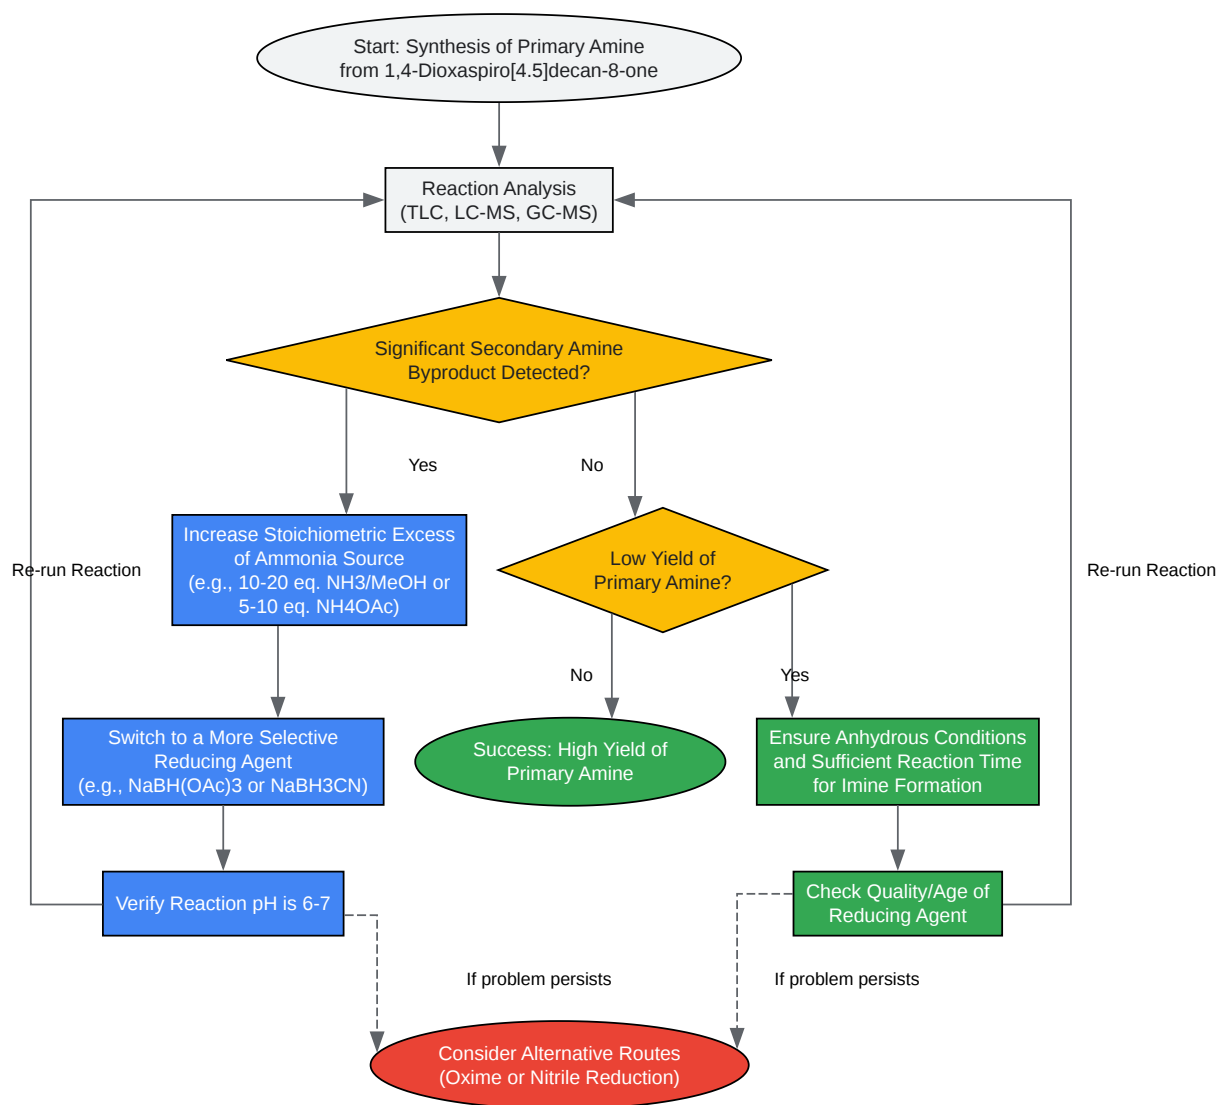 Start: Synthesis of Primary Amine
from 1,4-Dioxaspiro[4.5]decan-8-one
Reaction Analysis
(TLC, LC-MS, GC-MS)
Significant Secondary Amine
Byproduct Detected?
Yes
No
Increase Stoichiometric Excess
of Ammonia Source
(e.g., 10-20 eq. NH3/MeOH or
5-10 eq. NH4OAc)
Low Yield of
Primary Amine?
Re-run Reaction
Re-run Reaction
No
Yes
Switch to a More Selective
Reducing Agent
(e.g., NaBH(OAc)3 or NaBH3CN)
Success: High Yield of
Primary Amine
Ensure Anhydrous Conditions
and Sufficient Reaction Time
for Imine Formation
Verify Reaction pH is 6-7
Check Quality/Age of
Reducing Agent
If problem persists
If problem persists
Consider Alternative Routes
(Oxime or Nitrile Reduction)